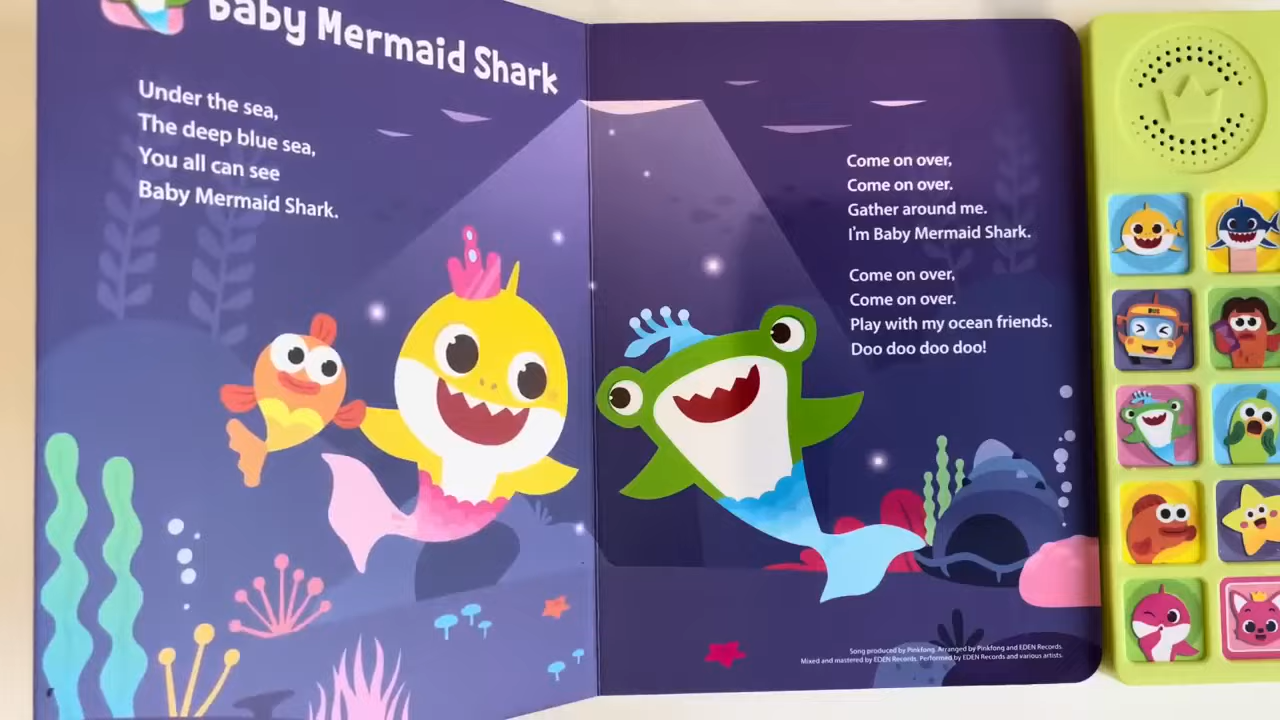 Baby Mermaid Shark
Under the sea,
The deep blue sea,
You all can see
Baby Mermaid Shark.
Come on over,
Come on over.
Gather around me.
I'm Baby Mermaid Shark.
Come on over,
Come on over.
Play with my ocean friends.
Doo doo doo doo!
Song produced by Pinkfong. Arranged by Pinkfong and EDEN Records.
Mixed and mastered by EDEN Records. Performed by EDEN Records and various artists.
BUS